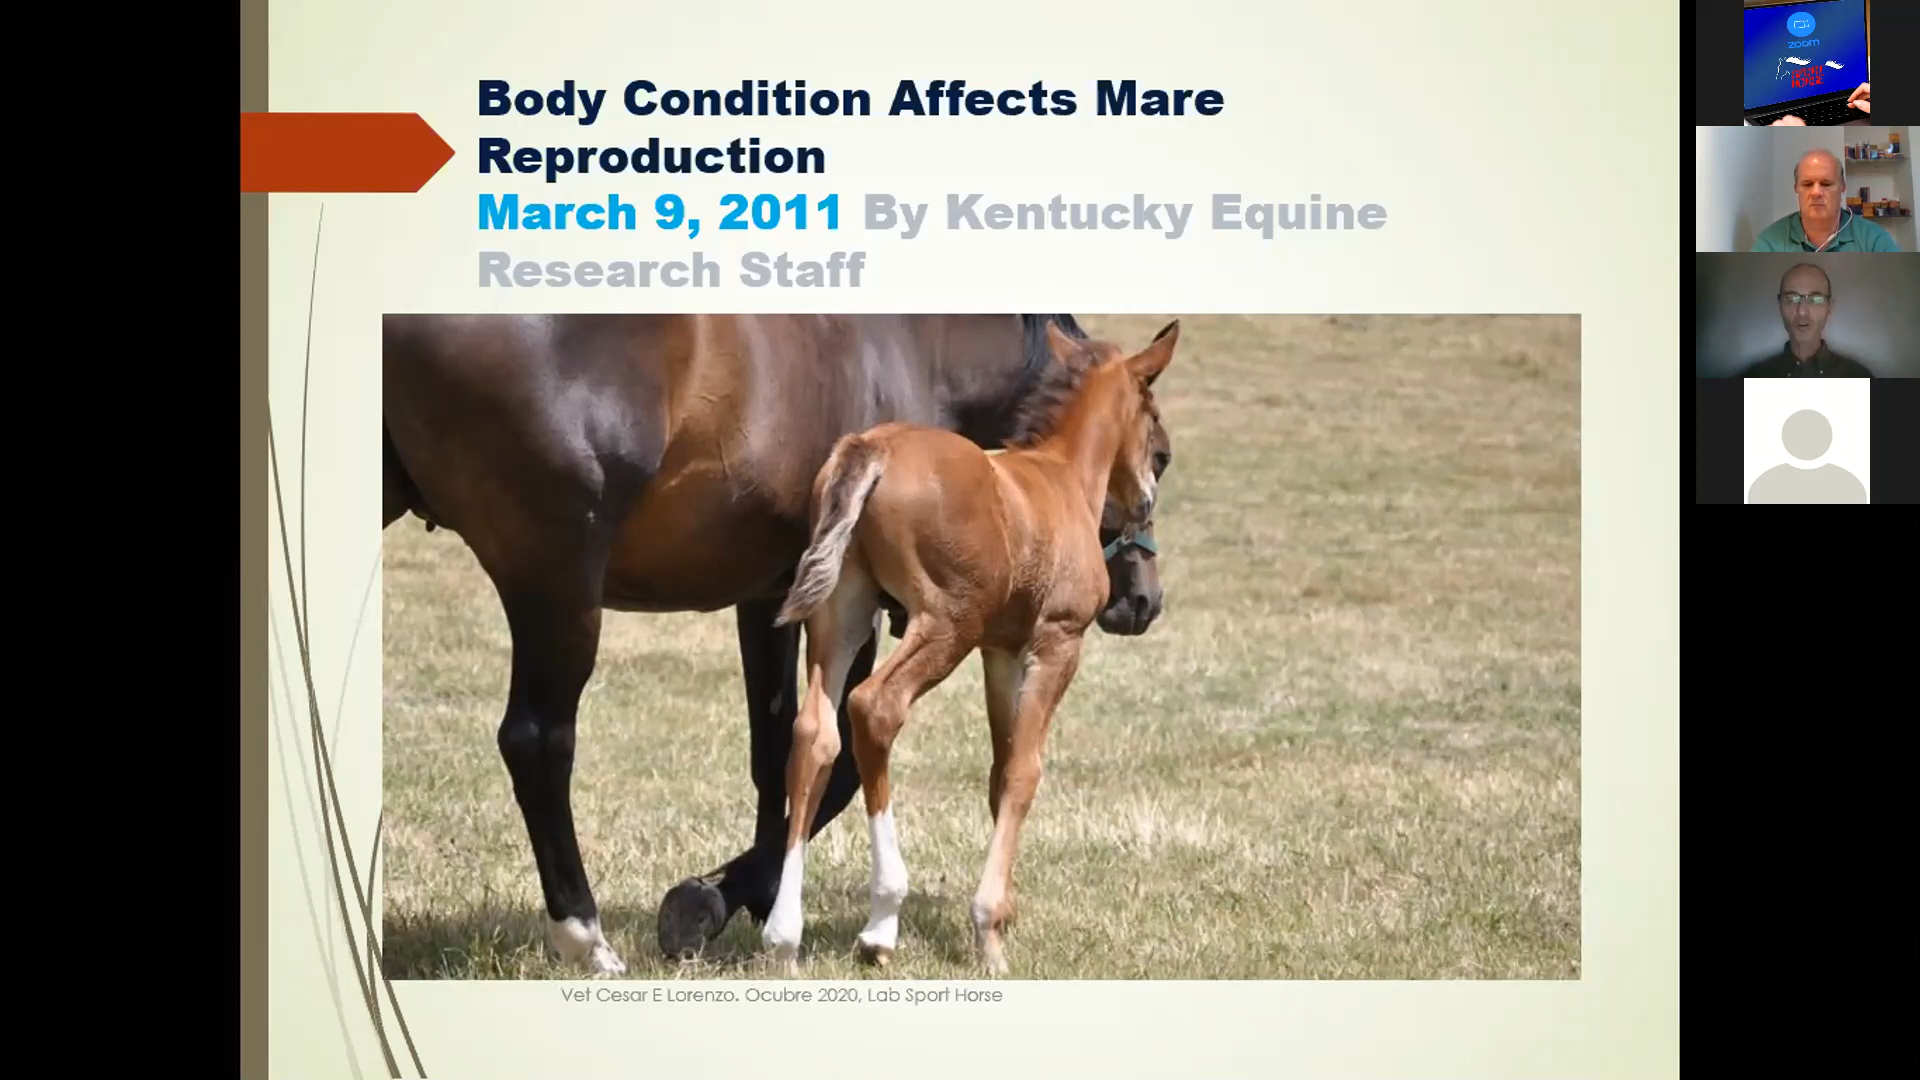 Body Condition Affects Mare
Reproduction
March 9, 2011 By Kentucky Equine
Research Staff
Vet Cesar E Lorenzo. Ocubre 2020, Lab Sport Horse
zoom